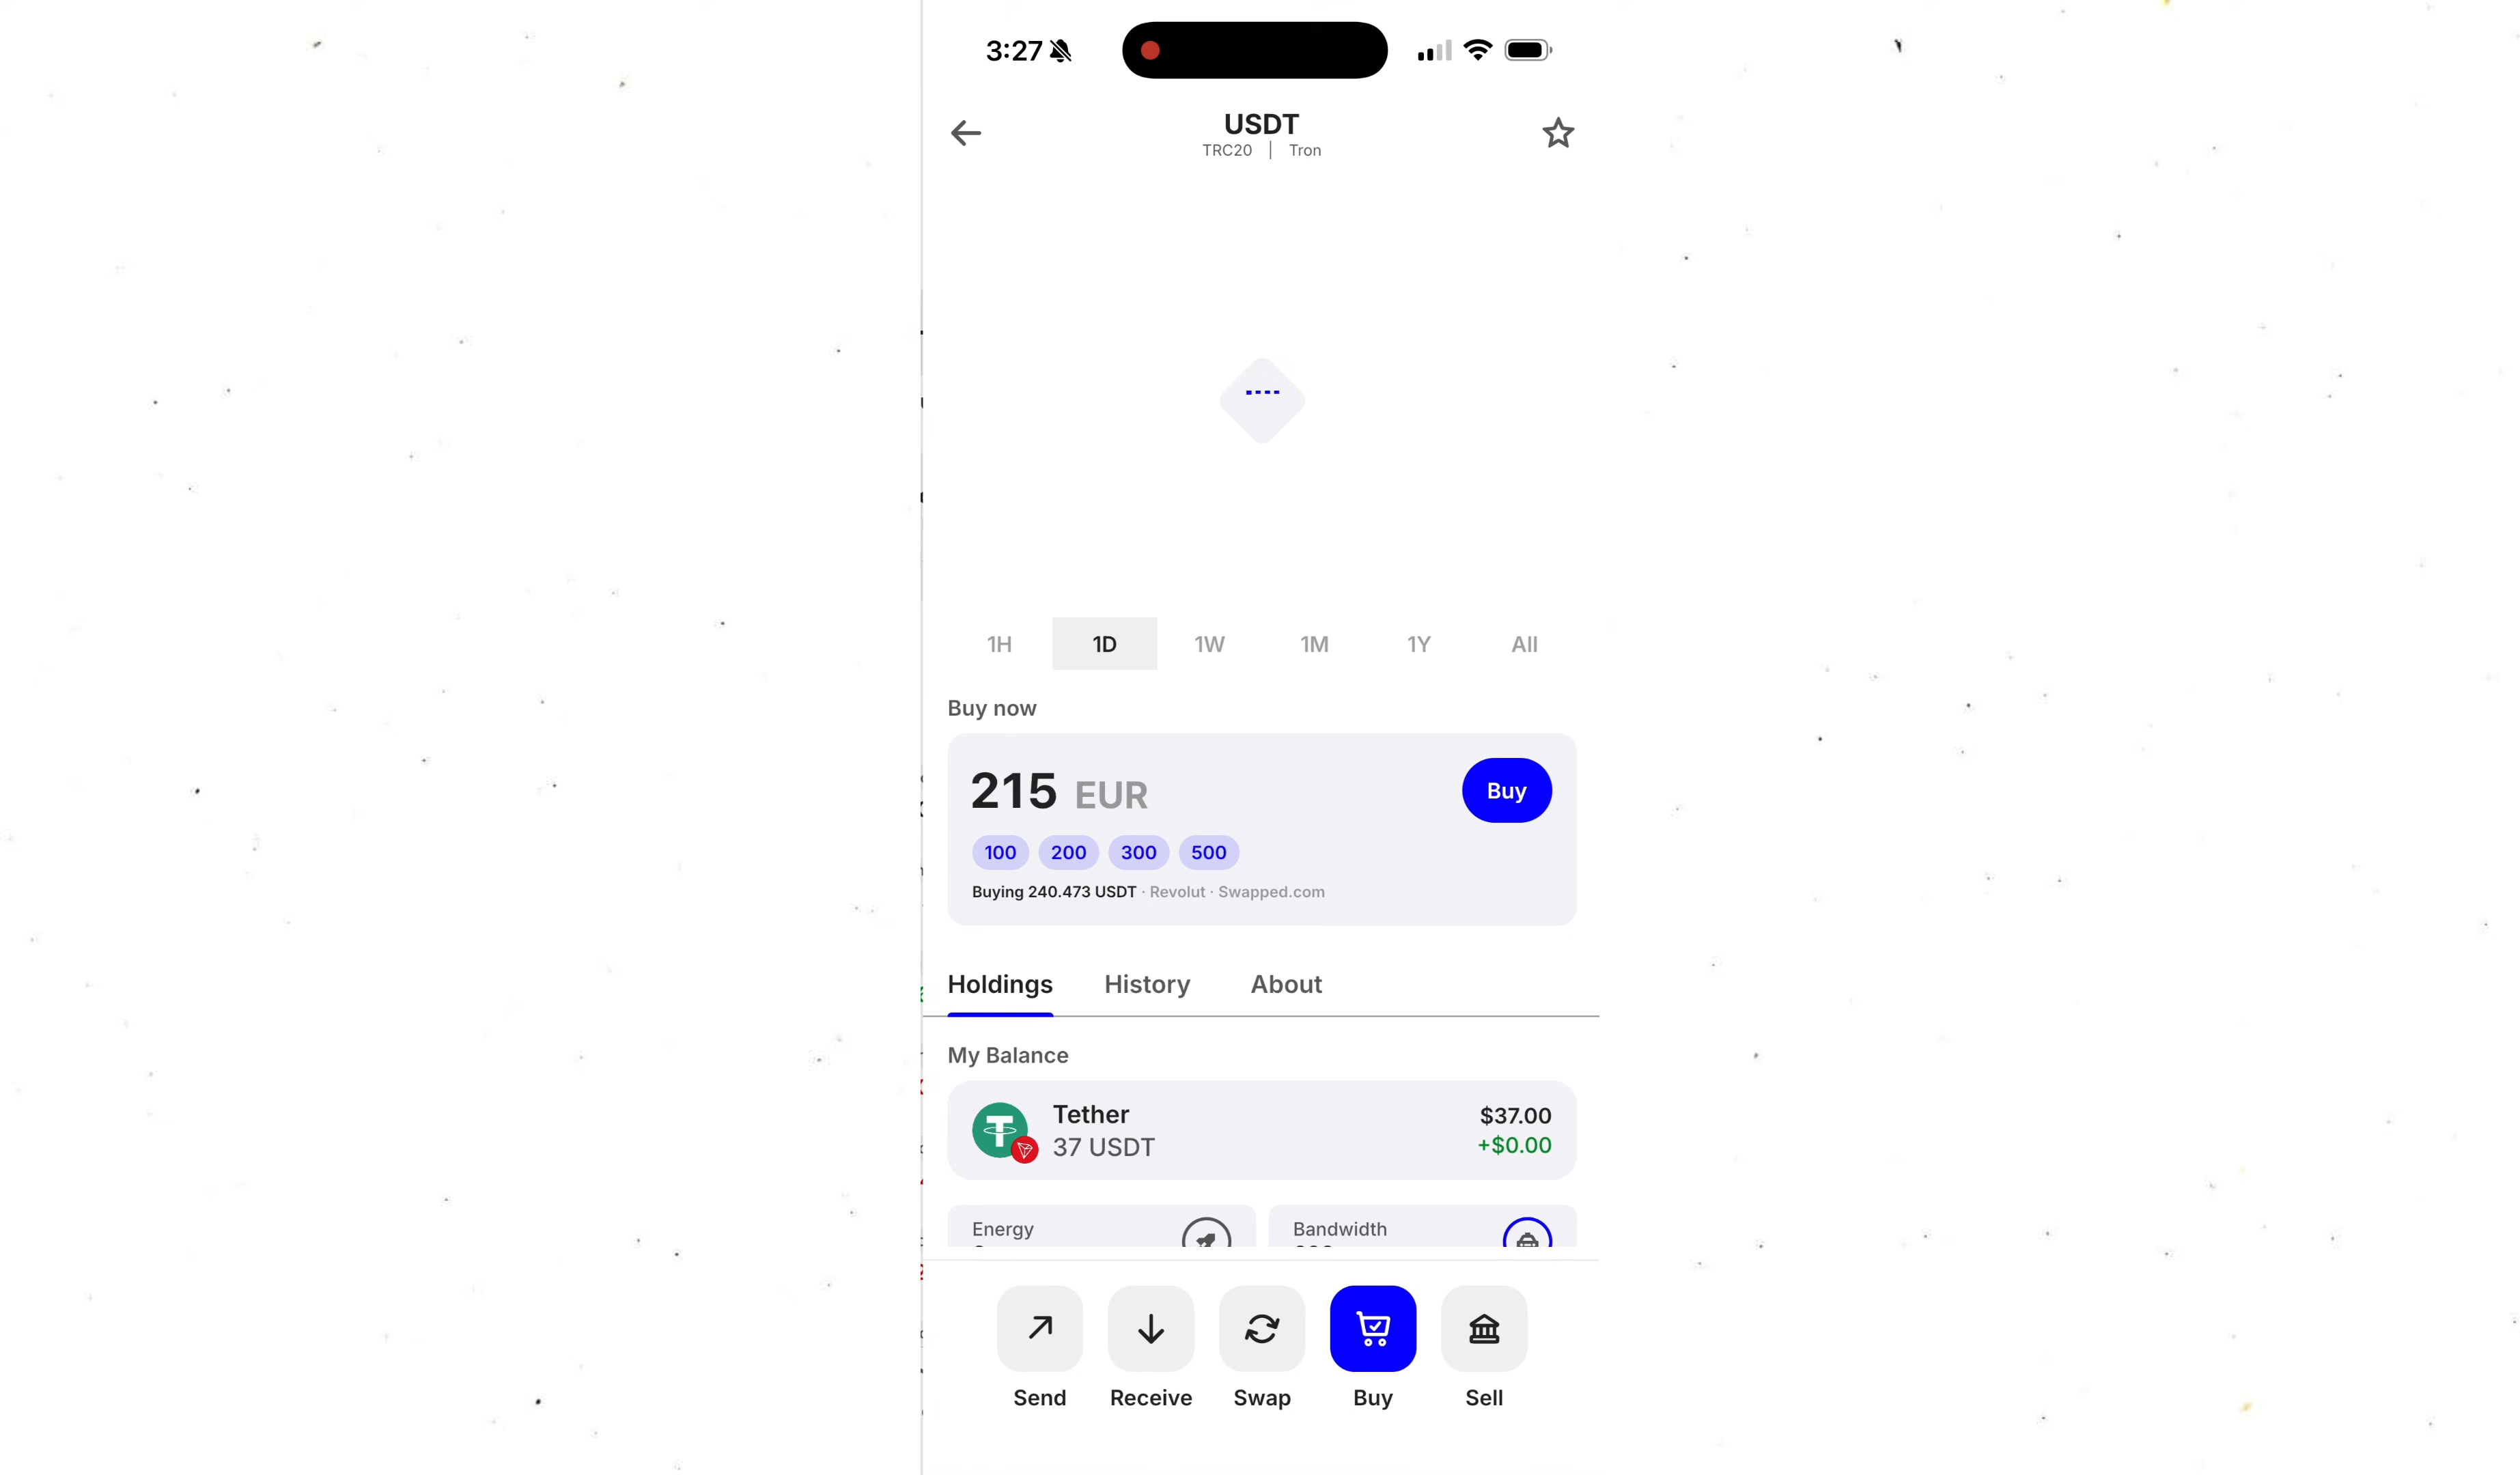 3:27
USDT
TRC20 | Tron
1H 1D 1W 1M 1Y All
Buy now
215 EUR
Buy
100 200 300 500
Buying 240.473 USDT · Revolut · Swapped.com
Holdings History About
My Balance
Tether
$37.00
37 USDT
+$0.00
Energy
Bandwidth
Send Receive Swap Buy Sell